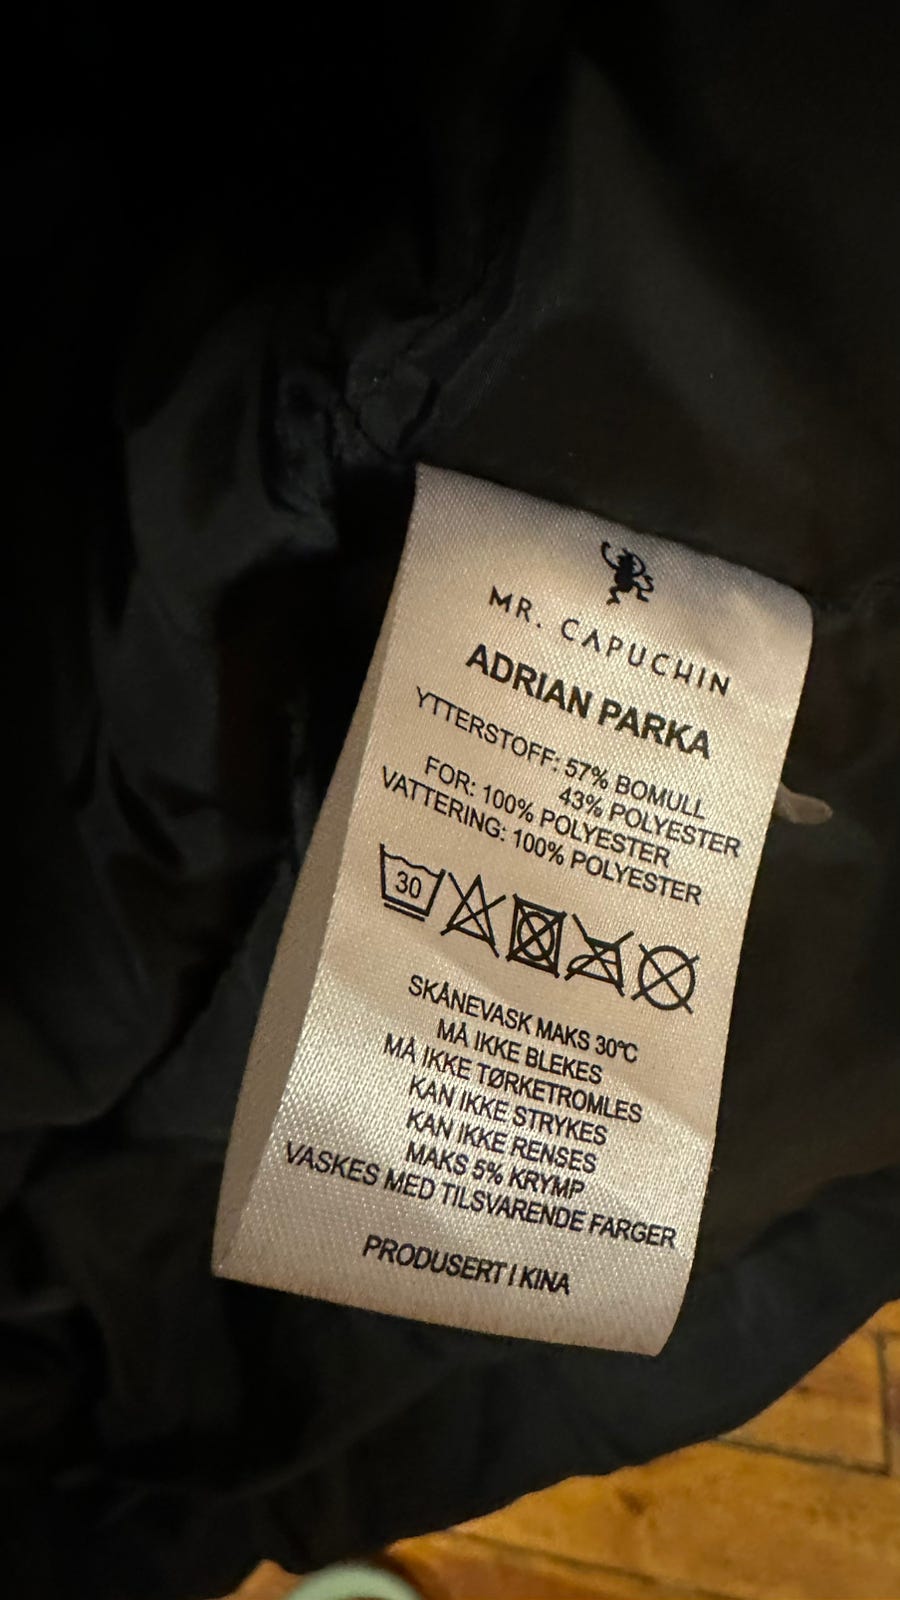 MR. CAPUCHIN
ADRIAN PARKA
YTTERSTOFF: 57% BOMULL
43% POLYESTER
FOR: 100% POLYESTER
VATTERING: 100% POLYESTER
30
SKÅNEVASK MAKS 30°C
MÅ IKKE BLEKES
MÅ IKKE TØRKETROMLES
KAN IKKE STRYKES
KAN IKKE RENSES
MAKS 5% KRYMP
VASKES MED TILSVARENDE FARGER
PRODUSERT I KINA